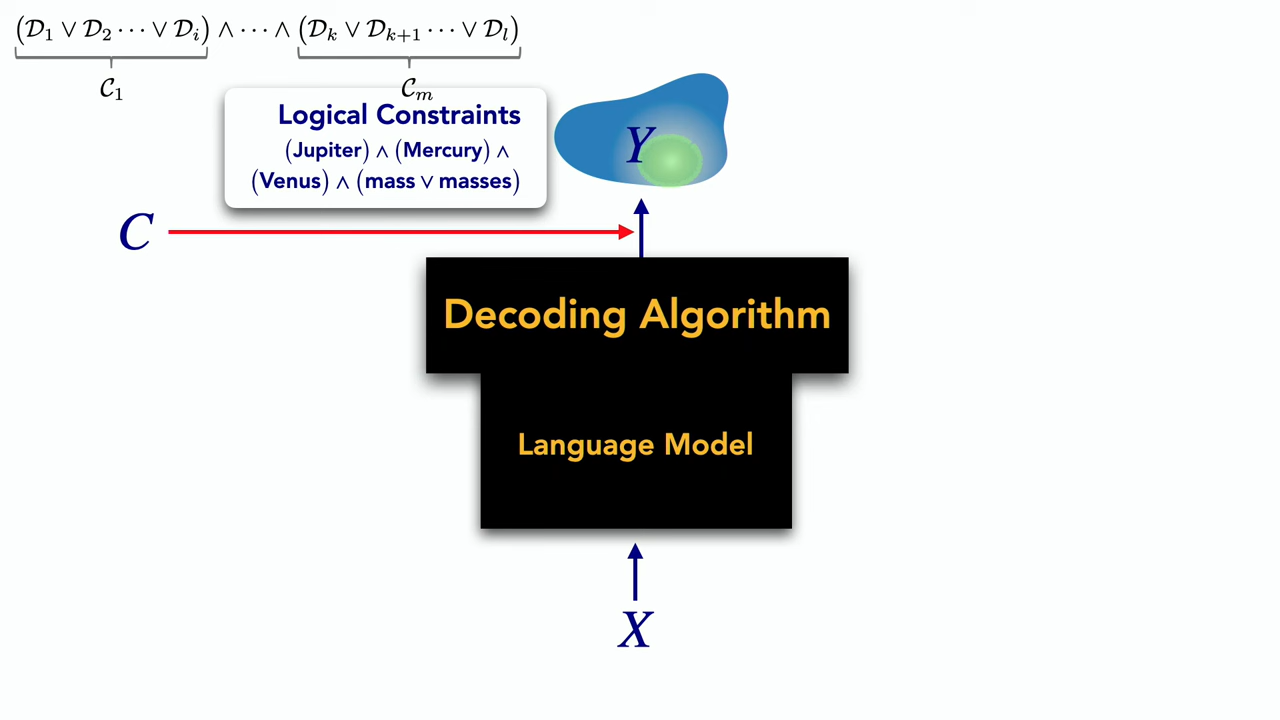 (𝒟₁ ∨ 𝒟₂ ⋯ ∨ 𝒟ᵢ) ∧ ⋯ ∧ (𝒟ₖ ∨ 𝒟ₖ₊₁ ⋯ ∨ 𝒟ₗ)
𝒞₁ 𝒞ₘ
Logical Constraints
(Jupiter) ∧ (Mercury) ∧
(Venus) ∧ (mass ∨ masses)
Y
C
Decoding Algorithm
Language Model
X